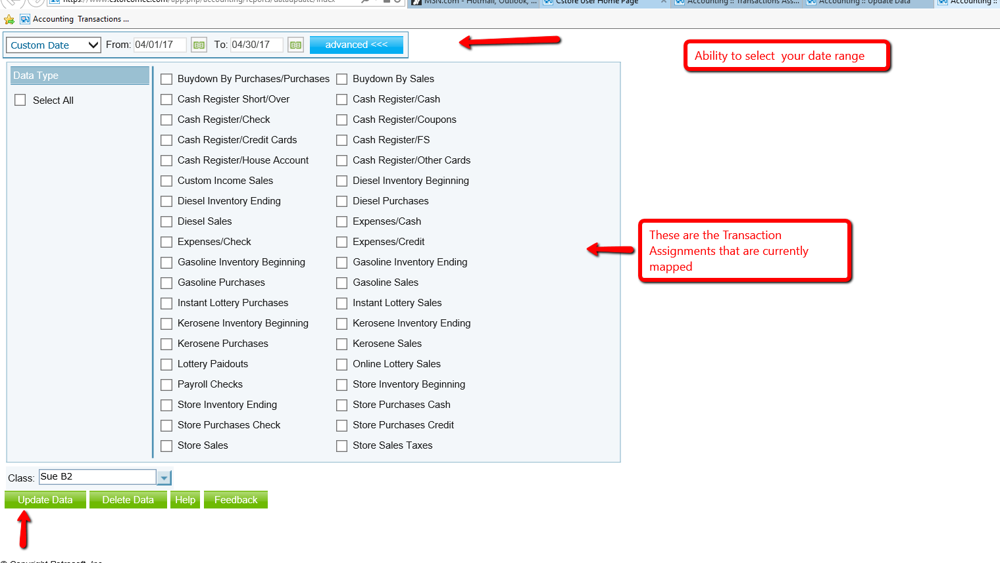 https://www.cstoreoffice.com/app.php/accounting/reports/dataupdate/index
MSN.com - Hotmail, Outlook, ...
Cstore User Home Page
Accounting :: Transactions Ass...
Accounting :: Update Data
Accounting ::
Accounting Transactions ...
Custom Date From: 04/01/17 To: 04/30/17 advanced <<<
Ability to select your date range
Data Type
Select All
Buydown By Purchases/Purchases Buydown By Sales
Cash Register Short/Over Cash Register/Cash
Cash Register/Check Cash Register/Coupons
Cash Register/Credit Cards Cash Register/FS
Cash Register/House Account Cash Register/Other Cards
Custom Income Sales Diesel Inventory Beginning
Diesel Inventory Ending Diesel Purchases
Diesel Sales Expenses/Cash
Expenses/Check Expenses/Credit
Gasoline Inventory Beginning Gasoline Inventory Ending
Gasoline Purchases Gasoline Sales
Instant Lottery Purchases Instant Lottery Sales
Kerosene Inventory Beginning Kerosene Inventory Ending
Kerosene Purchases Kerosene Sales
Lottery Paidouts Online Lottery Sales
Payroll Checks Store Inventory Beginning
Store Inventory Ending Store Purchases Cash
Store Purchases Check Store Purchases Credit
Store Sales Store Sales Taxes
These are the Transaction
Assignments that are currently
mapped
Class: Sue B2
Update Data Delete Data Help Feedback
© Copyright Petrosoft, Inc.